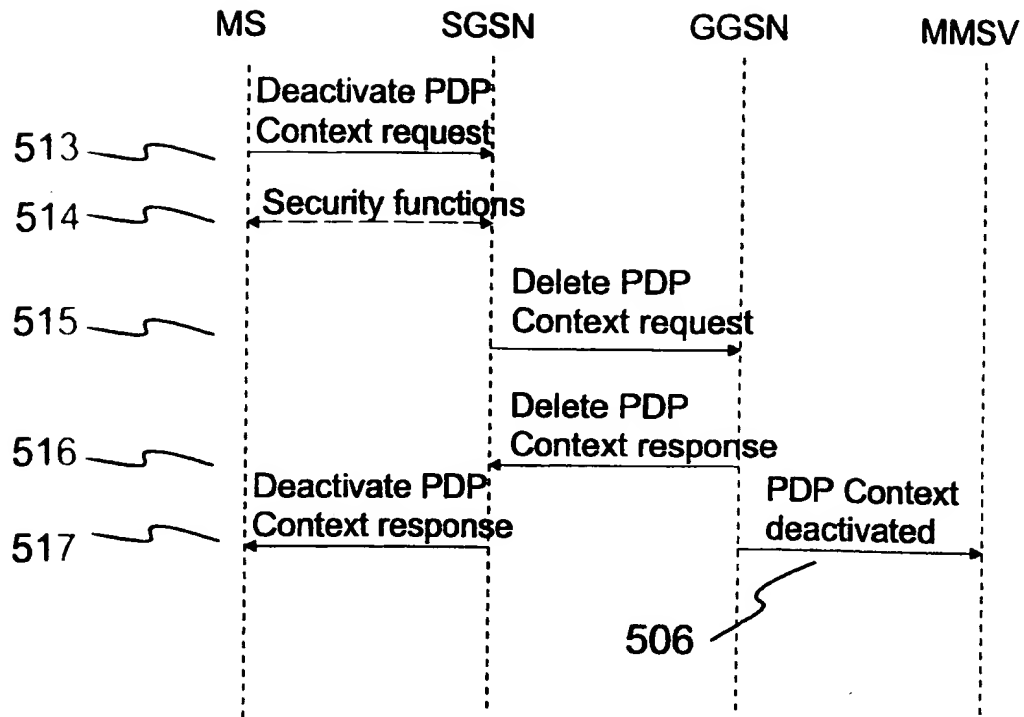 MS SGSN GGSN MMSV
Deactivate PDP
Context request
513
Security functions
514
Delete PDP
Context request
515
Delete PDP
Context response
516
Deactivate PDP
Context response
517
PDP Context
deactivated
506